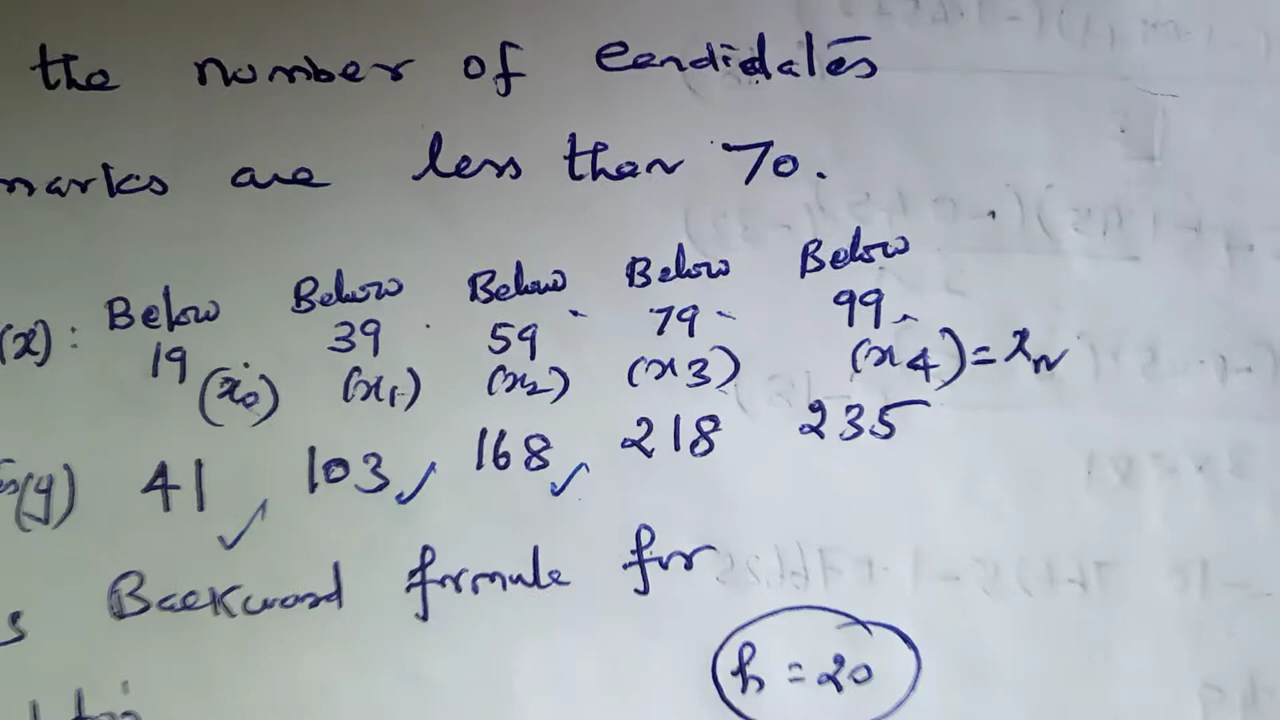 the number of candidates
marks are less than 70.
Below Below Below Below Below
(x): 19 39 59 79 99
(x0) (x1) (x2) (x3) (x4) = xn
(y) 41 103 168 218 235
s Backward formule for
h = 20